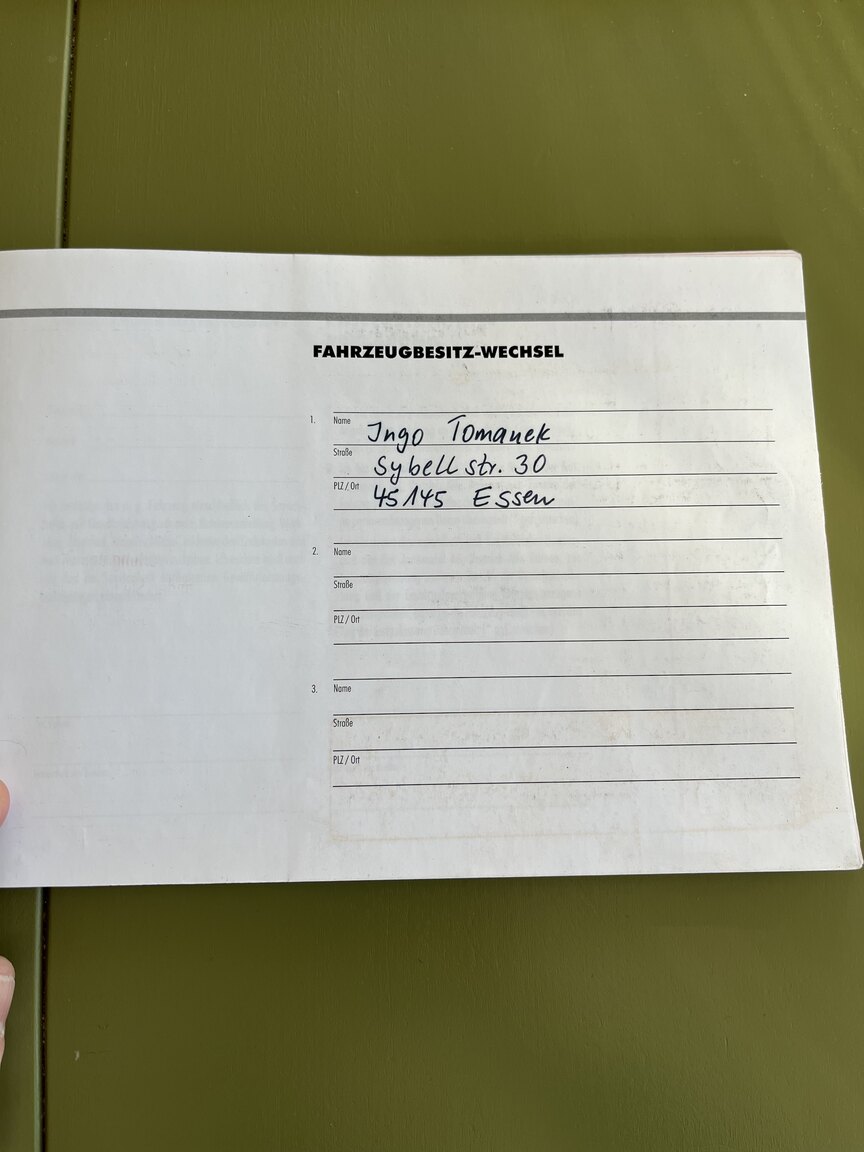 FAHRZEUGBESITZ-WECHSEL
1. Name Ingo Tomanek
Straße Sybellstr. 30
PLZ / Ort 45145 Essen
2. Name
Straße
PLZ / Ort
3. Name
Straße
PLZ / Ort